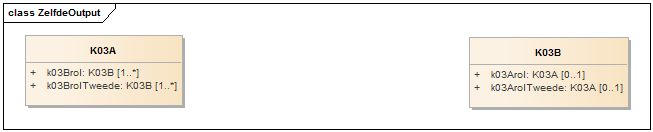 class ZelfdeOutput
K03A
+ k03Brol: K03B [1..*]
+ k03BrolTweede: K03B [1..*]
K03B
+ k03Arol: K03A [0..1]
+ k03ArolTweede: K03A [0..1]